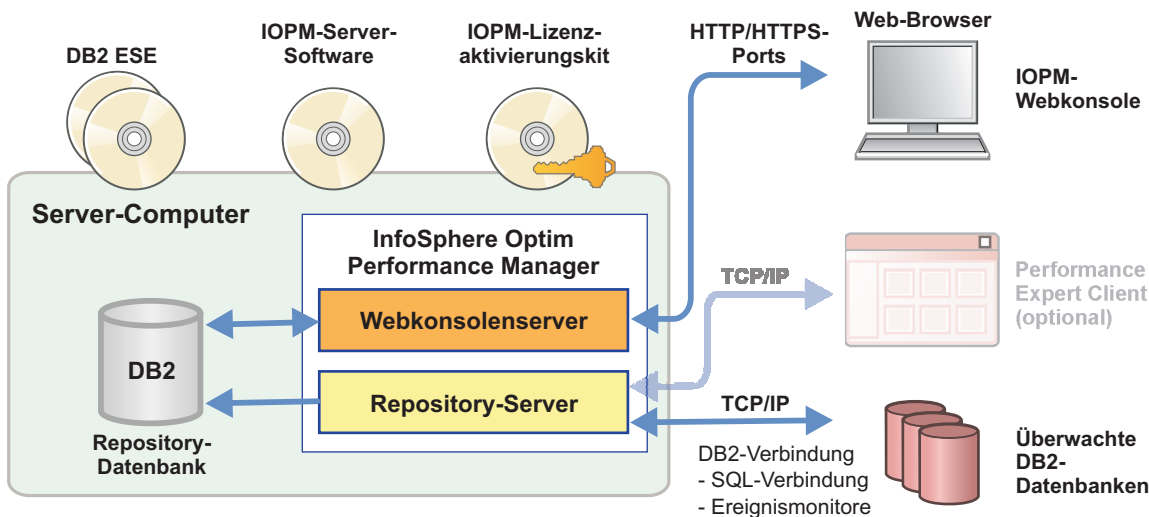 DB2 ESE
IOPM-Server-
Software
IOPM-Lizenz-
aktivierungskit
HTTP/HTTPS-
Ports
Web-Browser
IOPM-
Webkonsole
Server-Computer
InfoSphere Optim
Performance Manager
Webkonsolenserver
Repository-Server
DB2
Repository-
Datenbank
TCP/IP
Performance
Expert Client
(optional)
TCP/IP
DB2-Verbindung
- SQL-Verbindung
- Ereignismonitore
Überwachte
DB2-
Datenbanken